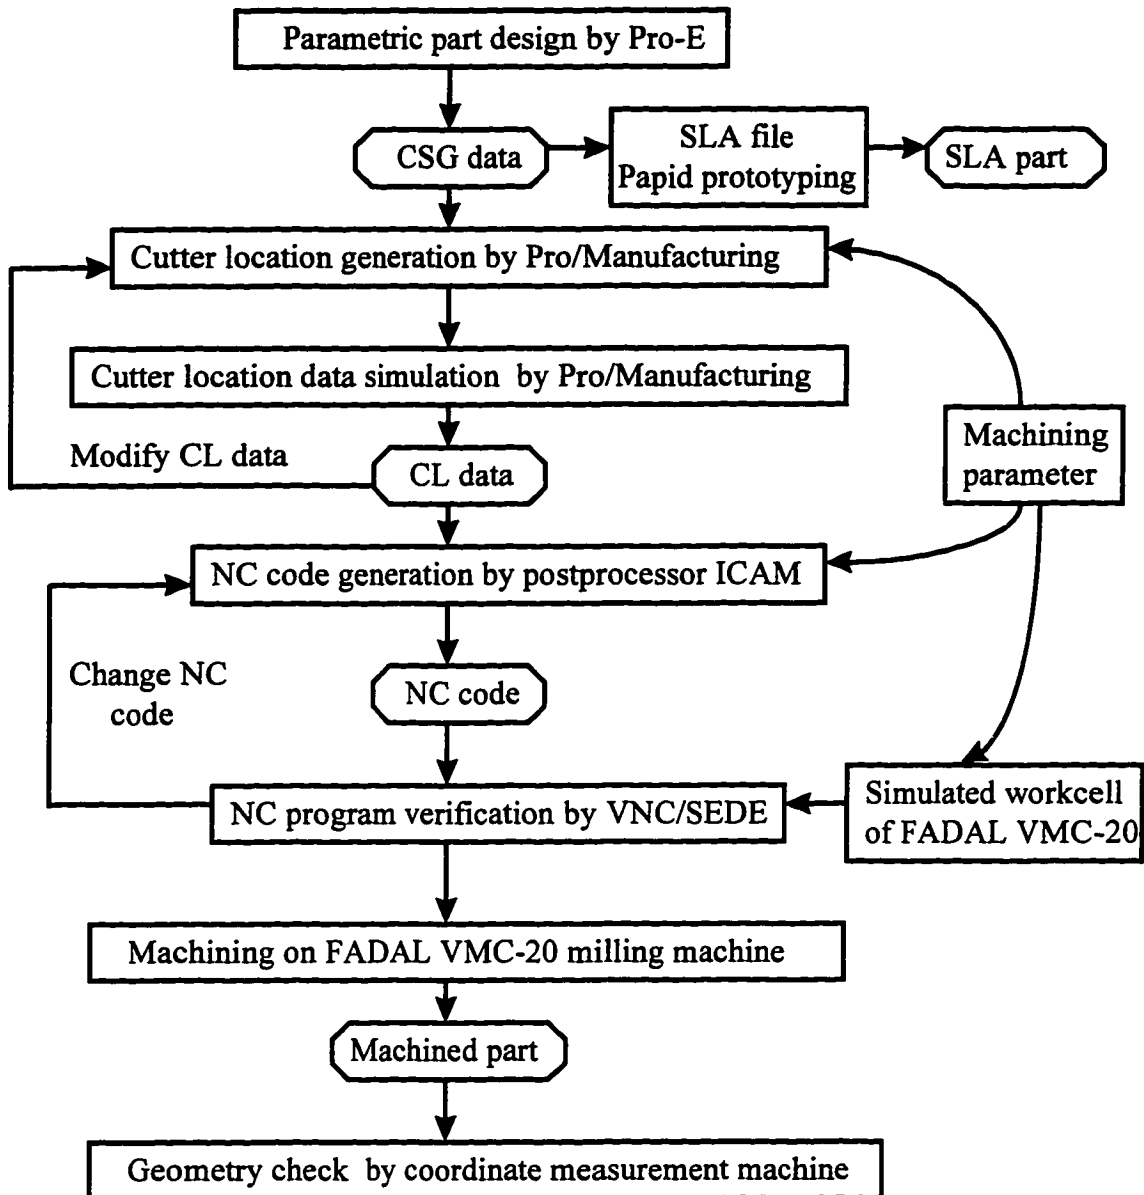 Parametric part design by Pro-E
CSG data
SLA file
Papid prototyping
SLA part
Cutter location generation by Pro/Manufacturing
Cutter location data simulation by Pro/Manufacturing
Modify CL data
CL data
Machining
parameter
NC code generation by postprocessor ICAM
Change NC
code
NC code
NC program verification by VNC/SEDE
Simulated workcell
of FADAL VMC-20
Machining on FADAL VMC-20 milling machine
Machined part
Geometry check by coordinate measurement machine